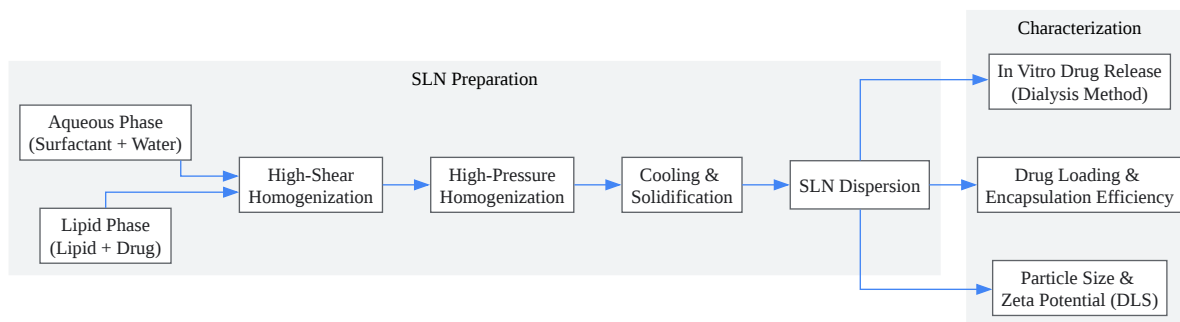 SLN Preparation
Aqueous Phase
(Surfactant + Water)
Lipid Phase
(Lipid + Drug)
High-Shear
Homogenization
High-Pressure
Homogenization
Cooling &
Solidification
SLN Dispersion
Characterization
In Vitro Drug Release
(Dialysis Method)
Drug Loading &
Encapsulation Efficiency
Particle Size &
Zeta Potential (DLS)